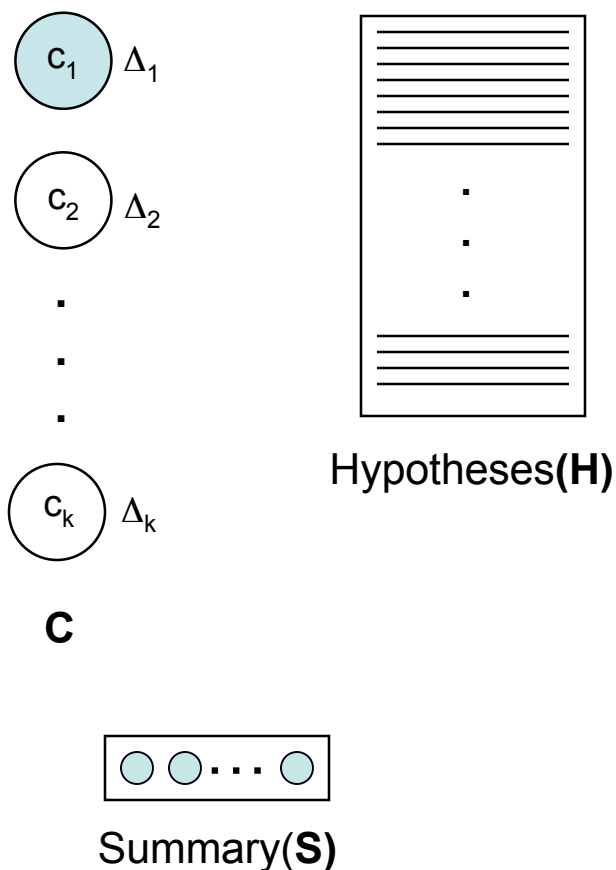 c₁ Δ₁
c₂ Δ₂
.
.
.
cₖ Δₖ
C
.
.
.
Hypotheses(H)
. . .
Summary(S)